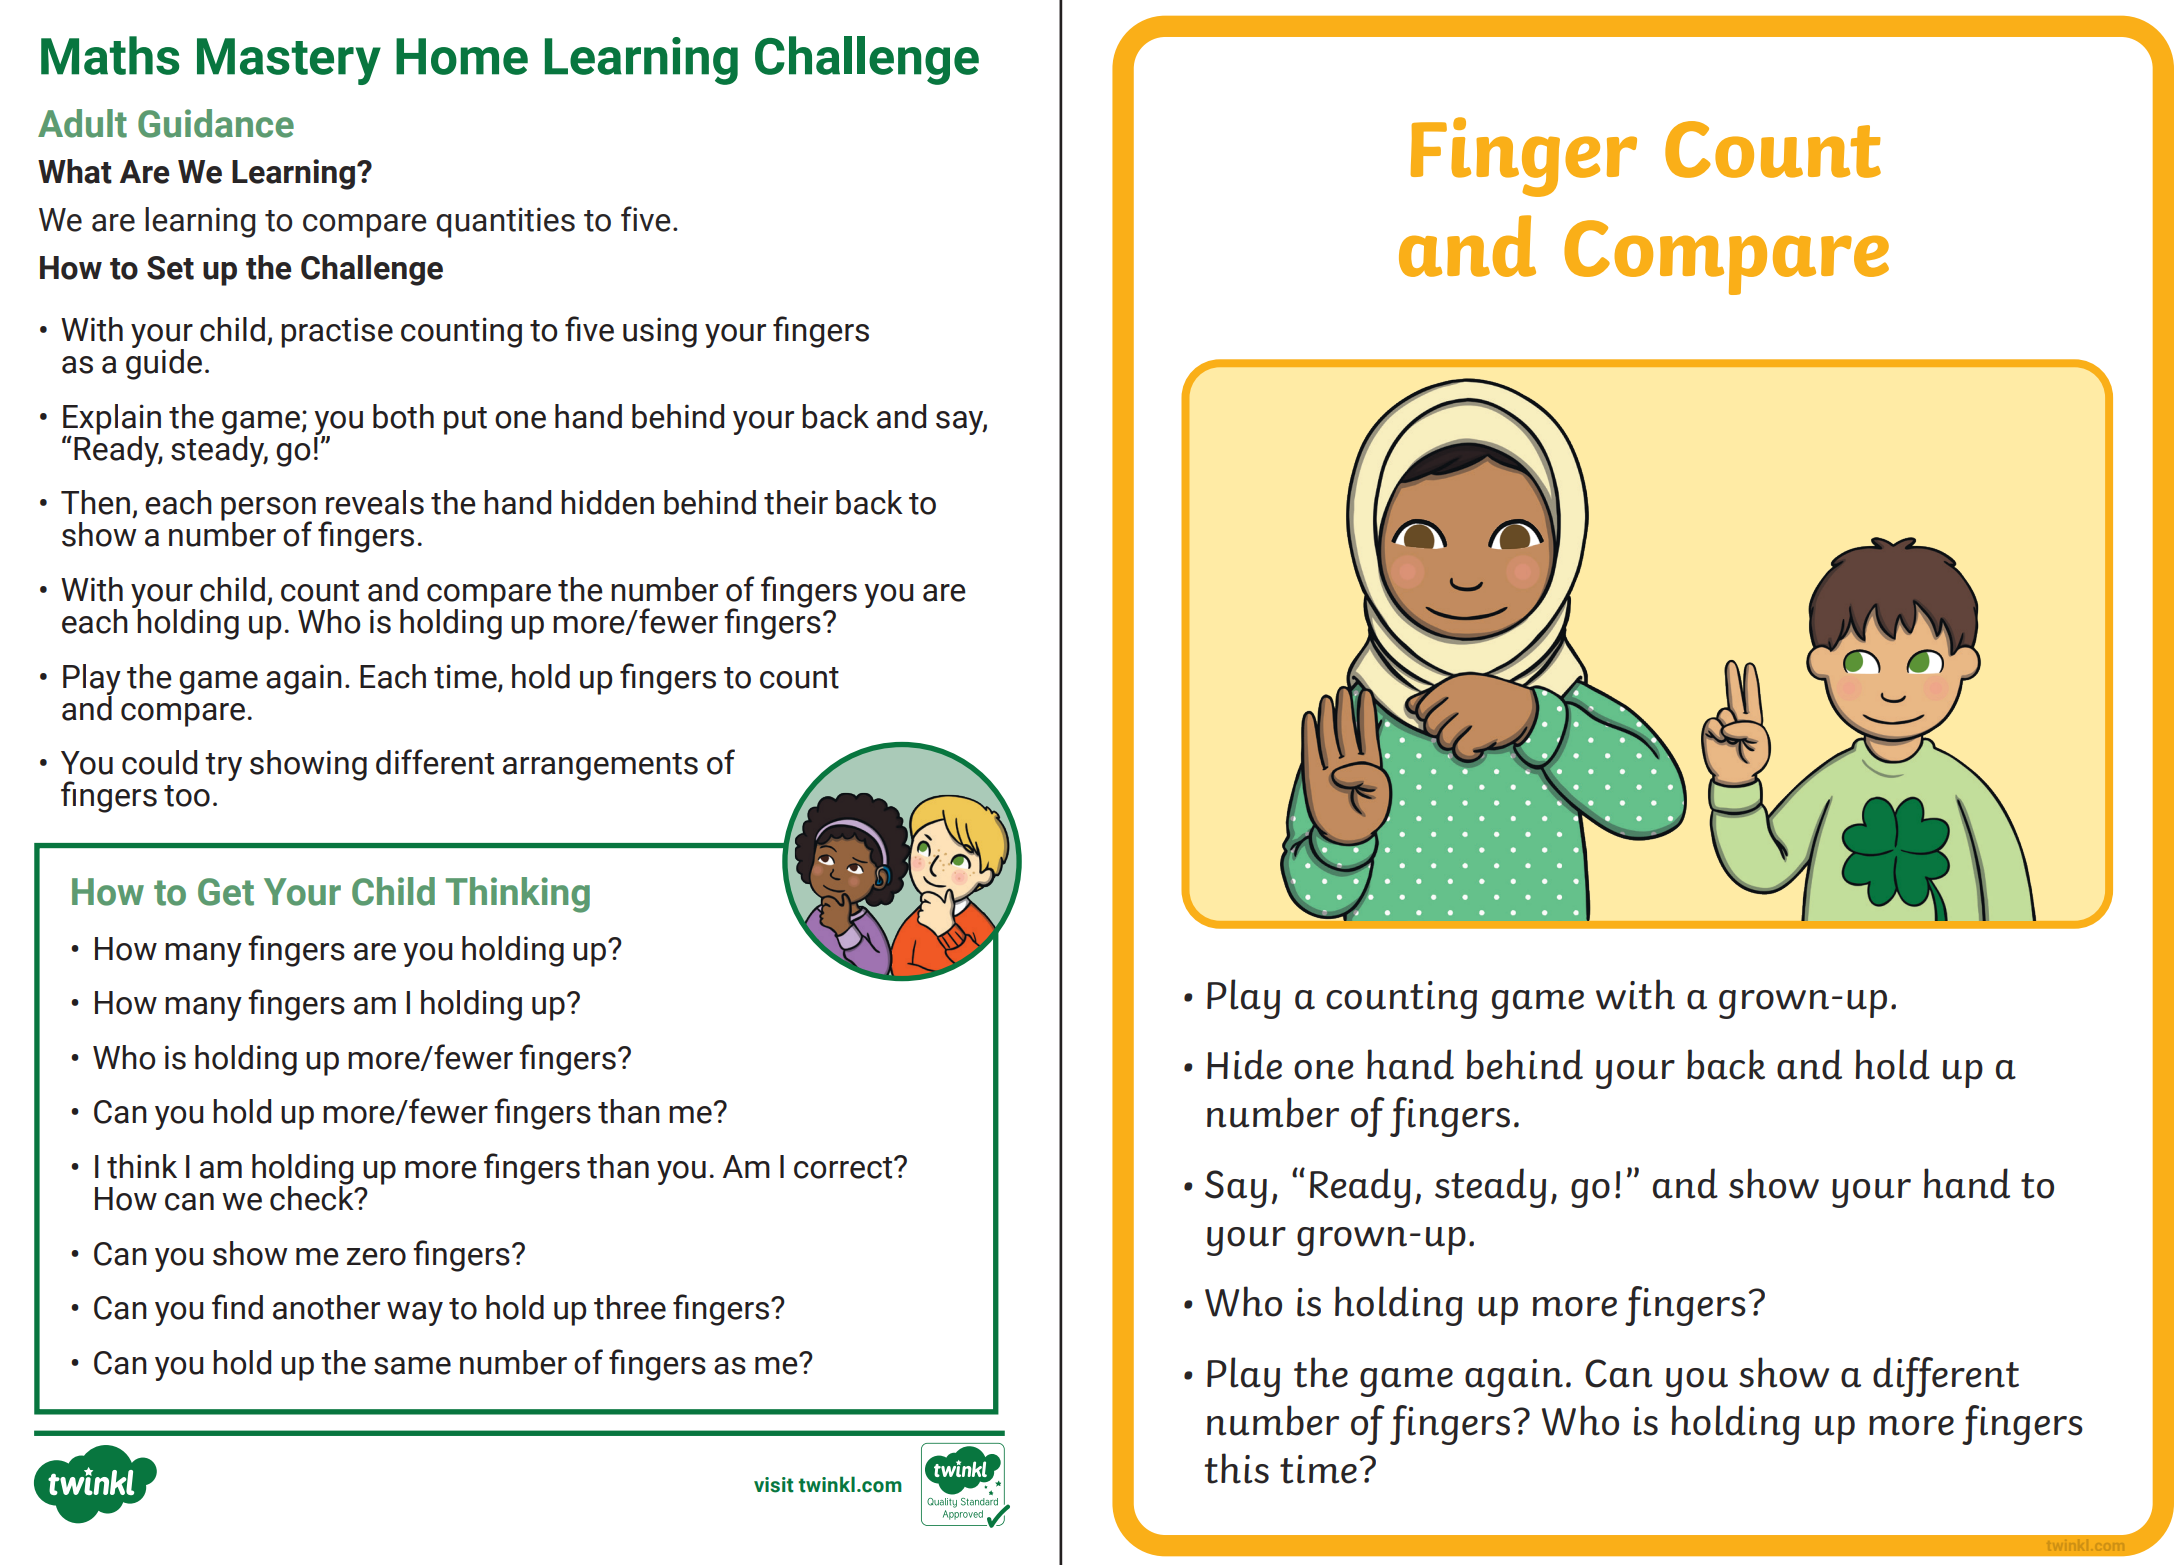 Maths Mastery Home Learning Challenge
Adult Guidance
What Are We Learning?
We are learning to compare quantities to five.
How to Set up the Challenge
• With your child, practise counting to five using your fingers
as a guide.
• Explain the game; you both put one hand behind your back and say,
“Ready, steady, go!”
• Then, each person reveals the hand hidden behind their back to
show a number of fingers.
• With your child, count and compare the number of fingers you are
each holding up. Who is holding up more/fewer fingers?
• Play the game again. Each time, hold up fingers to count
and compare.
• You could try showing different arrangements of
fingers too.
How to Get Your Child Thinking
• How many fingers are you holding up?
• How many fingers am I holding up?
• Who is holding up more/fewer fingers?
• Can you hold up more/fewer fingers than me?
• I think I am holding up more fingers than you. Am I correct?
How can we check?
• Can you show me zero fingers?
• Can you find another way to hold up three fingers?
• Can you hold up the same number of fingers as me?
twinkl
visit twinkl.com
twinkl
Quality Standard
Approved
Finger Count
and Compare
• Play a counting game with a grown-up.
• Hide one hand behind your back and hold up a
number of fingers.
• Say, “Ready, steady, go!” and show your hand to
your grown-up.
• Who is holding up more fingers?
• Play the game again. Can you show a different
number of fingers? Who is holding up more fingers
this time?
twinkl.com